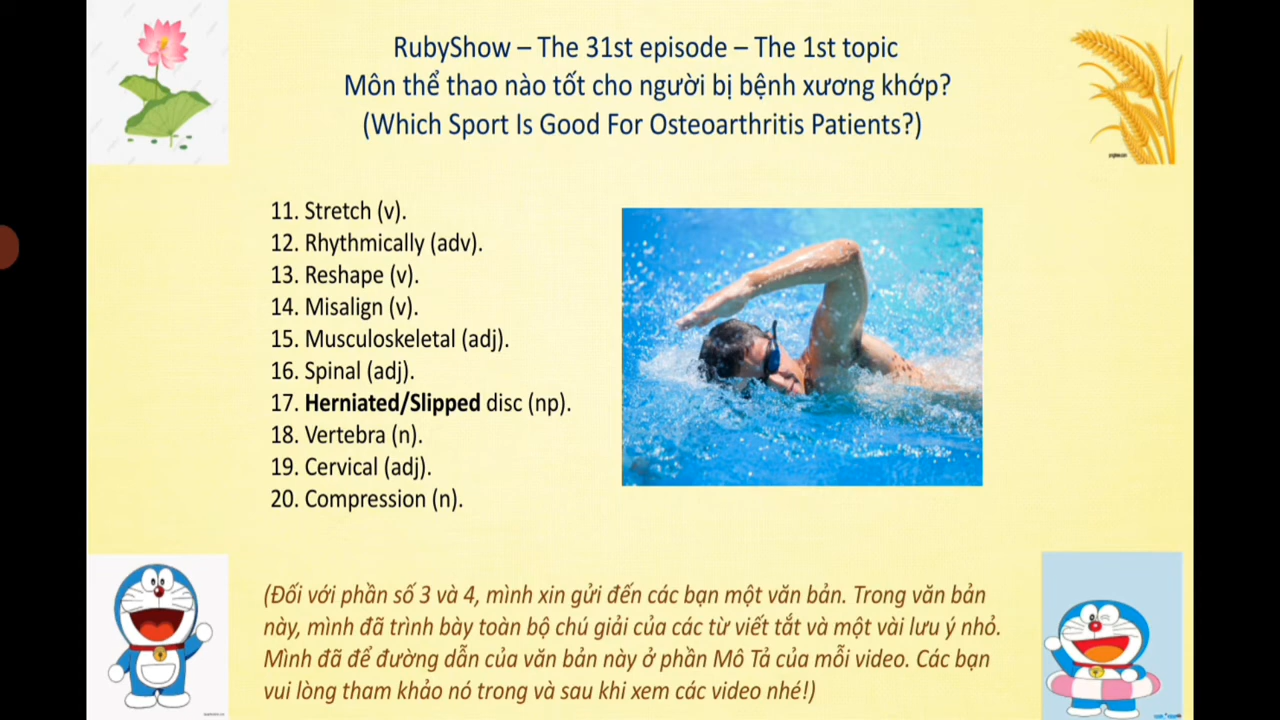 RubyShow – The 31st episode – The 1st topic
Môn thể thao nào tốt cho người bị bệnh xương khớp?
(Which Sport Is Good For Osteoarthritis Patients?)
11. Stretch (v).
12. Rhythmically (adv).
13. Reshape (v).
14. Misalign (v).
15. Musculoskeletal (adj).
16. Spinal (adj).
17. Herniated/Slipped disc (np).
18. Vertebra (n).
19. Cervical (adj).
20. Compression (n).
(Đối với phần số 3 và 4, mình xin gửi đến các bạn một văn bản. Trong văn bản
này, mình đã trình bày toàn bộ chú giải của các từ viết tắt và một vài lưu ý nhỏ.
Mình đã để đường dẫn của văn bản này ở phần Mô Tả của mỗi video. Các bạn
vui lòng tham khảo nó trong và sau khi xem các video nhé!)